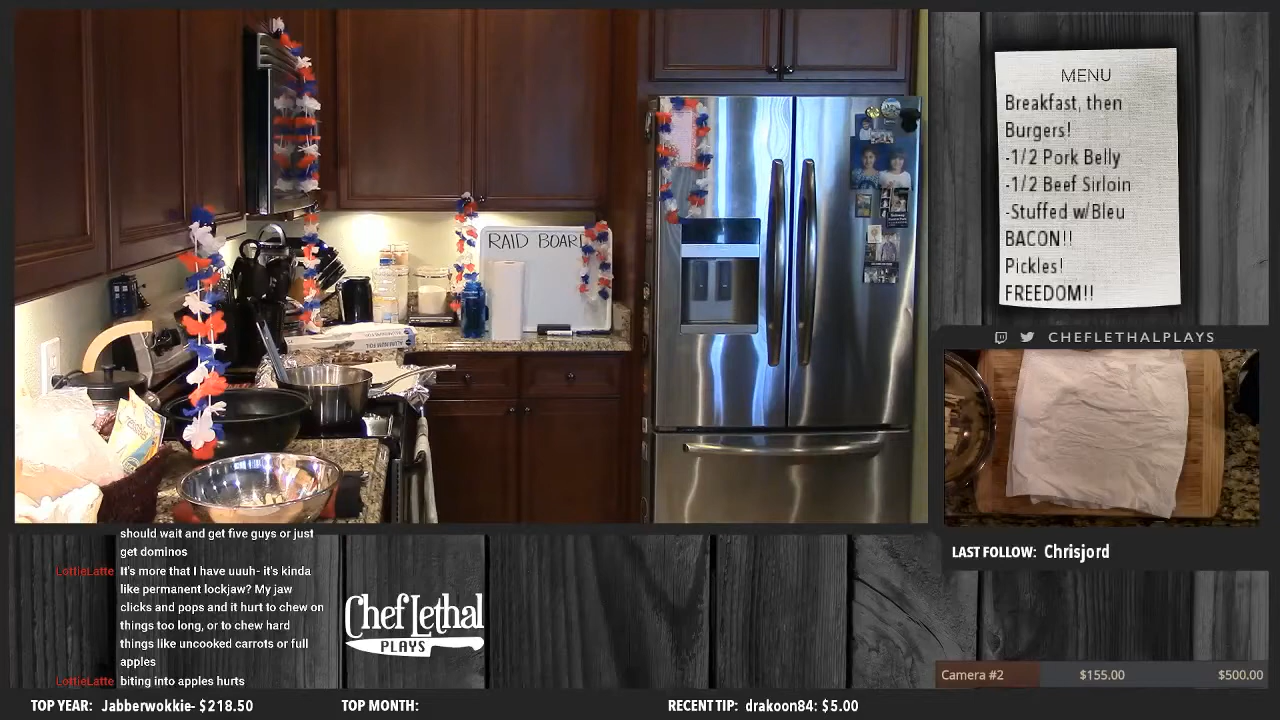 RAID BOARD
ALUMINUM FOIL
MENU
Breakfast, then
Burgers!
-1/2 Pork Belly
-1/2 Beef Sirloin
-Stuffed w/Bleu
BACON!!
Pickles!
FREEDOM!!
CHEFLETHALPLAYS
should wait and get five guys or just
get dominos
LottieLatte It's more that I have uuuh- it's kinda
like permanent lockjaw? My jaw
clicks and pops and it hurt to chew on
things too long, or to chew hard
things like uncooked carrots or full
apples
LottieLatte biting into apples hurts
Chef Lethal
PLAYS
LAST FOLLOW: Chrisjord
Camera #2 $155.00 $500.00
TOP YEAR: Jabberwokkie- $218.50 TOP MONTH: RECENT TIP: drakoon84: $5.00